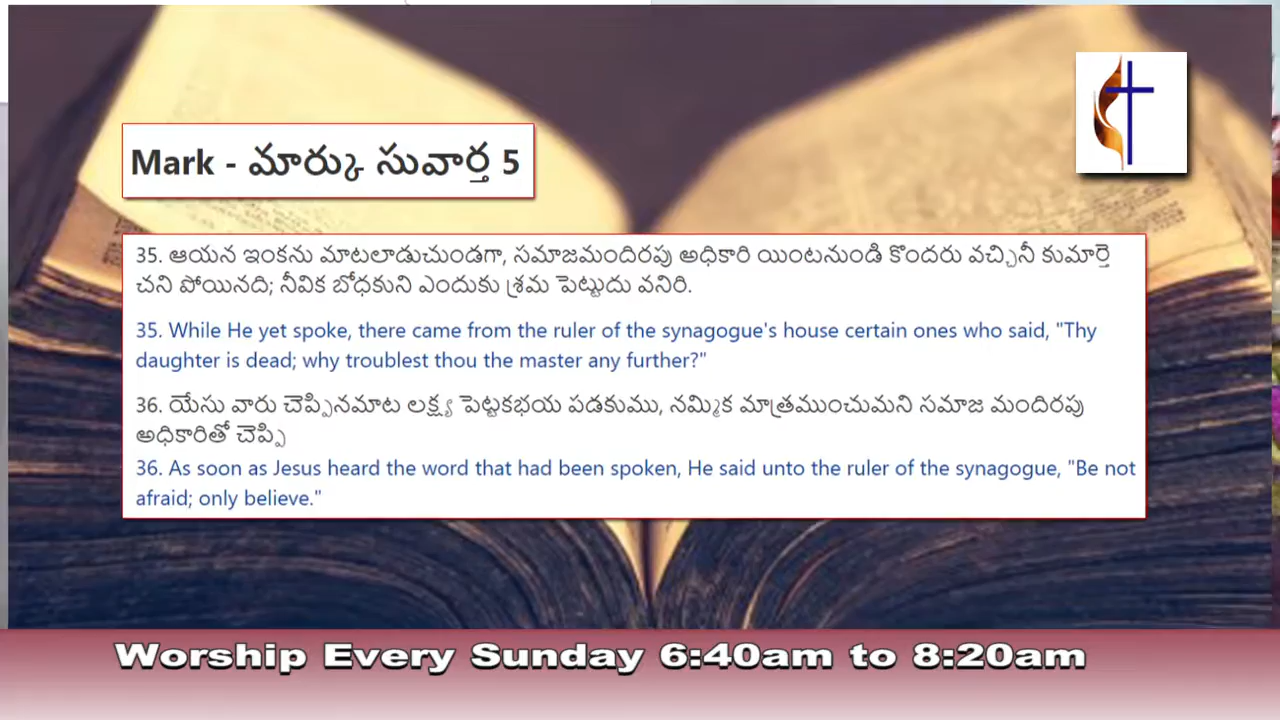 Mark - మార్కు సువార్త 5
35. ఆయన ఇంకను మాటలాడుచుండగా, సమాజమందిరపు అధికారి యింటనుండి కొందరు వచ్చినీ కుమార్తె
చని పోయినది; నీవిక బోధకుని ఎందుకు శ్రమ పెట్టుదు వనిరి.
35. While He yet spoke, there came from the ruler of the synagogue's house certain ones who said, "Thy
daughter is dead; why troublest thou the master any further?"
36. యేసు వారు చెప్పినమాట లక్ష్య పెట్టకభయ పడకుము, నమ్మిక మాత్రముంచుమని సమాజ మందిరపు
అధికారితో చెప్పి
36. As soon as Jesus heard the word that had been spoken, He said unto the ruler of the synagogue, "Be not
afraid; only believe."
Worship Every Sunday 6:40am to 8:20am